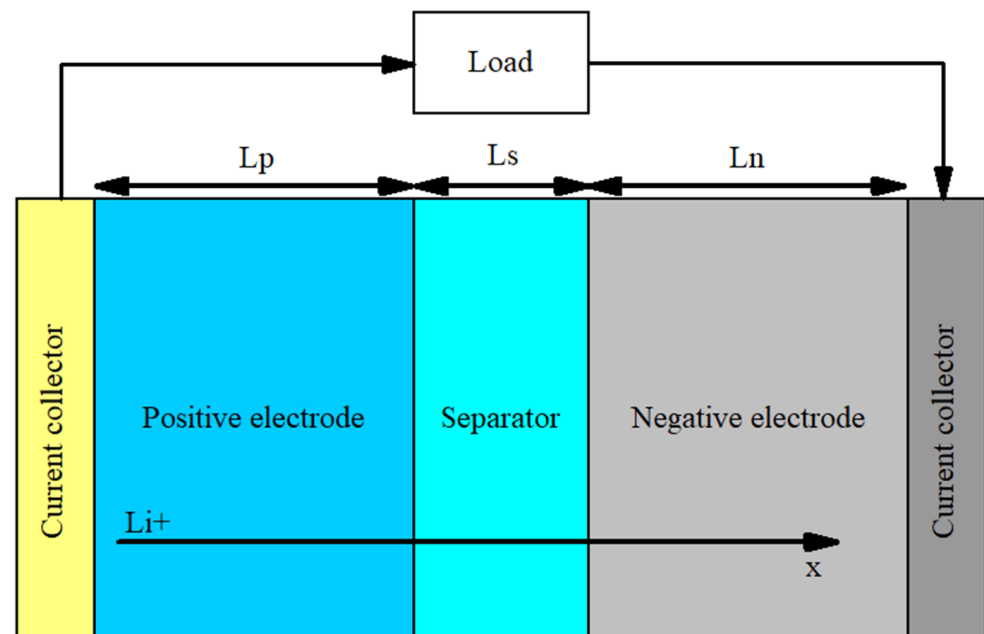 Load
Lp
Ls
Ln
Current collector
Positive electrode
Separator
Negative electrode
Current collector
Li+
x